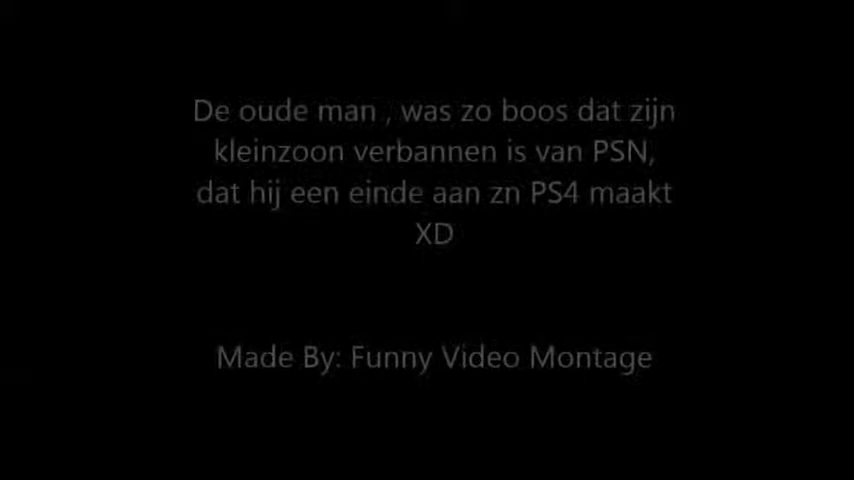 De oude man , was zo boos dat zijn
kleinzoon verbannen is van PSN,
dat hij een einde aan zn PS4 maakt
XD
Made By: Funny Video Montage